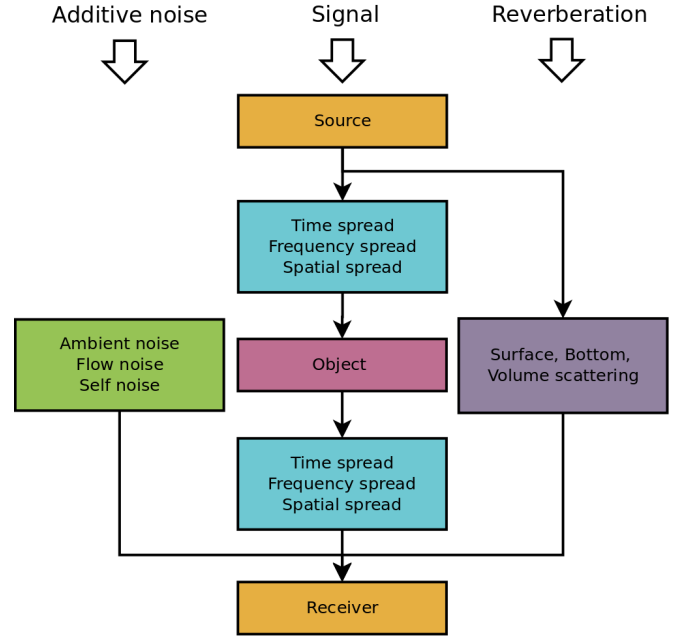 Additive noise
Signal
Reverberation
Source
Time spread
Frequency spread
Spatial spread
Ambient noise
Flow noise
Self noise
Object
Surface, Bottom,
Volume scattering
Time spread
Frequency spread
Spatial spread
Receiver